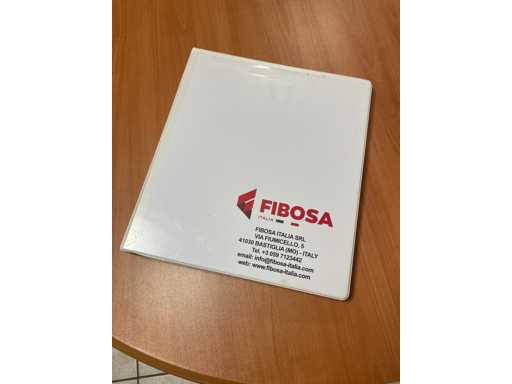 FIBOSA
ITALIA
FIBOSA ITALIA SRL
VIA FIUMICELLO, 5
41030 BASTIGLIA (MO) - ITALY
Tel. +3 059 7123442
email: info@fibosa-italia.com
web: www.fibosa-italia.com